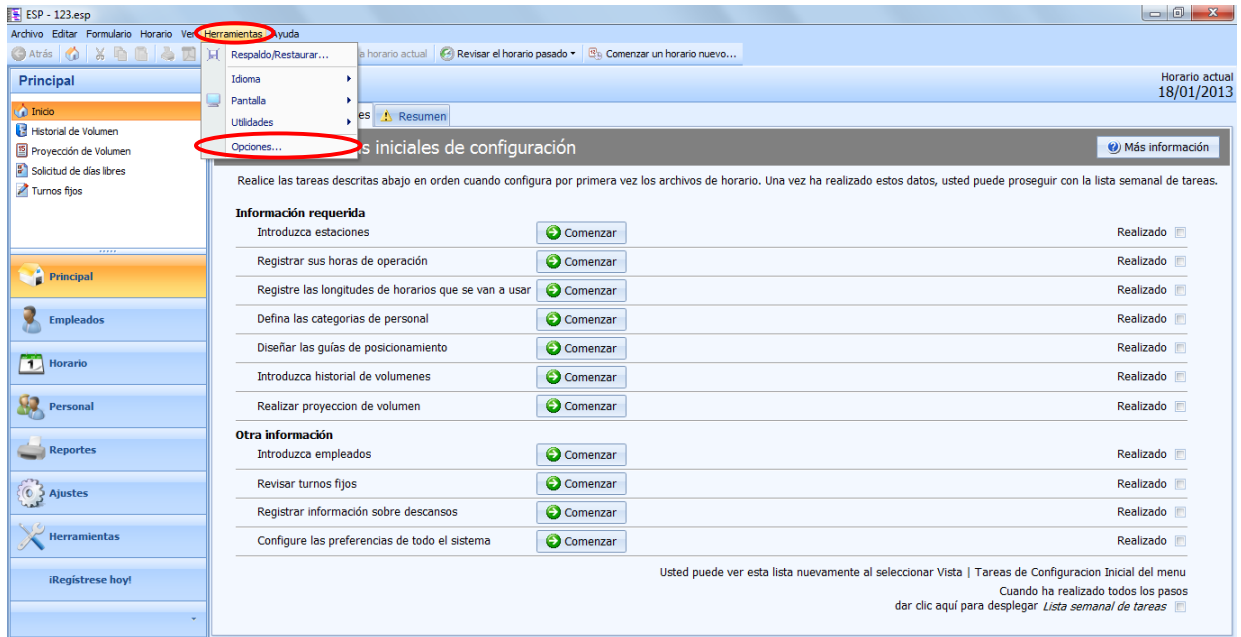 ESP - 123.esp
Archivo Editar Formulario Horario Ver Herramientas Ayuda
Atrás horario actual Revisar el horario pasado Comenzar un horario nuevo...
Respaldo/Restaurar...
Idioma
Pantalla
Utilidades
Opciones...
Principal
Horario actual
18/01/2013
Inicio
Historial de Volumen
Proyección de Volumen
Solicitud de días libres
Turnos fijos
es Resumen
s iniciales de configuración
Más información
Realice las tareas descritas abajo en orden cuando configura por primera vez los archivos de horario. Una vez ha realizado estos datos, usted puede proseguir con la lista semanal de tareas.
Información requerida
Introduzca estaciones Comenzar Realizado
Registrar sus horas de operación Comenzar Realizado
Registre las longitudes de horarios que se van a usar Comenzar Realizado
Defina las categorias de personal Comenzar Realizado
Diseñar las guías de posicionamiento Comenzar Realizado
Introduzca historial de volumenes Comenzar Realizado
Realizar proyeccion de volumen Comenzar Realizado
Otra información
Introduzca empleados Comenzar Realizado
Revisar turnos fijos Comenzar Realizado
Registrar información sobre descansos Comenzar Realizado
Configure las preferencias de todo el sistema Comenzar Realizado
Usted puede ver esta lista nuevamente al seleccionar Vista | Tareas de Configuracion Inicial del menu
Cuando ha realizado todos los pasos
dar clic aquí para desplegar Lista semanal de tareas
Principal
Empleados
Horario
Personal
Reportes
Ajustes
Herramientas
¡Regístrese hoy!